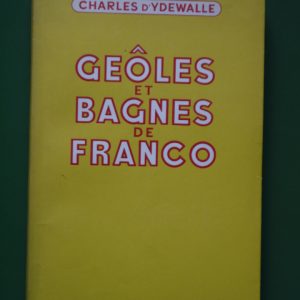 CHARLES D'YDEWALLE
GEÔLES
ET
BAGNES
DE
FRANCO